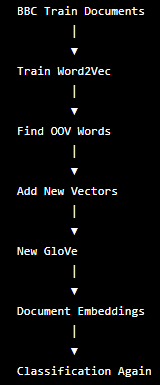 BBC Train Documents
Train Word2Vec
Find OOV Words
Add New Vectors
New GloVe
Document Embeddings
Classification Again